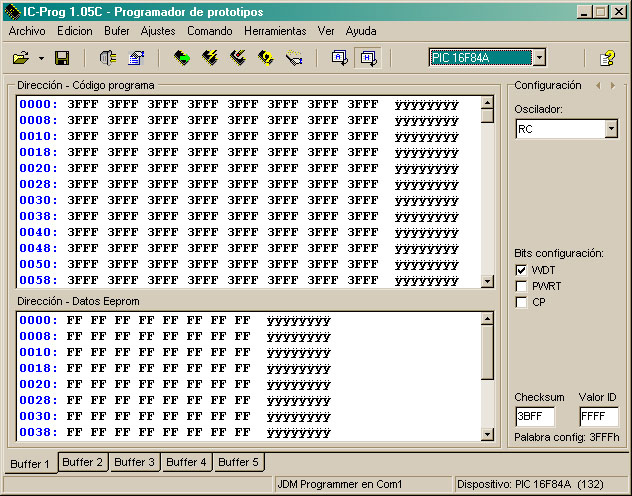 IC-Prog 1.05C - Programador de prototipos
Archivo Edicion Bufer Ajustes Comando Herramientas Ver Ayuda
PIC 16F84A
Dirección - Código programa
0000: 3FFF 3FFF 3FFF 3FFF 3FFF 3FFF 3FFF 3FFF ÿÿÿÿÿÿÿÿ
0008: 3FFF 3FFF 3FFF 3FFF 3FFF 3FFF 3FFF 3FFF ÿÿÿÿÿÿÿÿ
0010: 3FFF 3FFF 3FFF 3FFF 3FFF 3FFF 3FFF 3FFF ÿÿÿÿÿÿÿÿ
0018: 3FFF 3FFF 3FFF 3FFF 3FFF 3FFF 3FFF 3FFF ÿÿÿÿÿÿÿÿ
0020: 3FFF 3FFF 3FFF 3FFF 3FFF 3FFF 3FFF 3FFF ÿÿÿÿÿÿÿÿ
0028: 3FFF 3FFF 3FFF 3FFF 3FFF 3FFF 3FFF 3FFF ÿÿÿÿÿÿÿÿ
0030: 3FFF 3FFF 3FFF 3FFF 3FFF 3FFF 3FFF 3FFF ÿÿÿÿÿÿÿÿ
0038: 3FFF 3FFF 3FFF 3FFF 3FFF 3FFF 3FFF 3FFF ÿÿÿÿÿÿÿÿ
0040: 3FFF 3FFF 3FFF 3FFF 3FFF 3FFF 3FFF 3FFF ÿÿÿÿÿÿÿÿ
0048: 3FFF 3FFF 3FFF 3FFF 3FFF 3FFF 3FFF 3FFF ÿÿÿÿÿÿÿÿ
0050: 3FFF 3FFF 3FFF 3FFF 3FFF 3FFF 3FFF 3FFF ÿÿÿÿÿÿÿÿ
0058: 3FFF 3FFF 3FFF 3FFF 3FFF 3FFF 3FFF 3FFF ÿÿÿÿÿÿÿÿ
Dirección - Datos Eeprom
0000: FF FF FF FF FF FF FF FF ÿÿÿÿÿÿÿÿ
0008: FF FF FF FF FF FF FF FF ÿÿÿÿÿÿÿÿ
0010: FF FF FF FF FF FF FF FF ÿÿÿÿÿÿÿÿ
0018: FF FF FF FF FF FF FF FF ÿÿÿÿÿÿÿÿ
0020: FF FF FF FF FF FF FF FF ÿÿÿÿÿÿÿÿ
0028: FF FF FF FF FF FF FF FF ÿÿÿÿÿÿÿÿ
0030: FF FF FF FF FF FF FF FF ÿÿÿÿÿÿÿÿ
0038: FF FF FF FF FF FF FF FF ÿÿÿÿÿÿÿÿ
Configuración
Oscilador:
RC
Bits configuración:
WDT
PWRT
CP
Checksum Valor ID
3BFF FFFF
Palabra config: 3FFFh
Buffer 1 Buffer 2 Buffer 3 Buffer 4 Buffer 5
JDM Programmer en Com1 Dispositivo: PIC 16F84A (132)